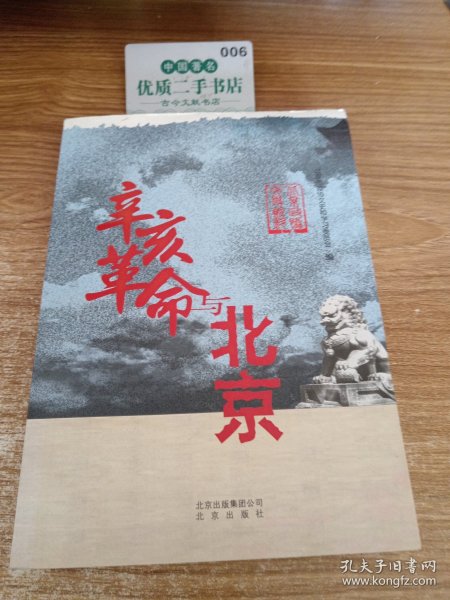 006
中国著名
优质二手书店
古今文献书店
辛亥
革命
与
北京
北京出版集团公司
北京出版社
孔夫子旧书网
www.kongfz.com